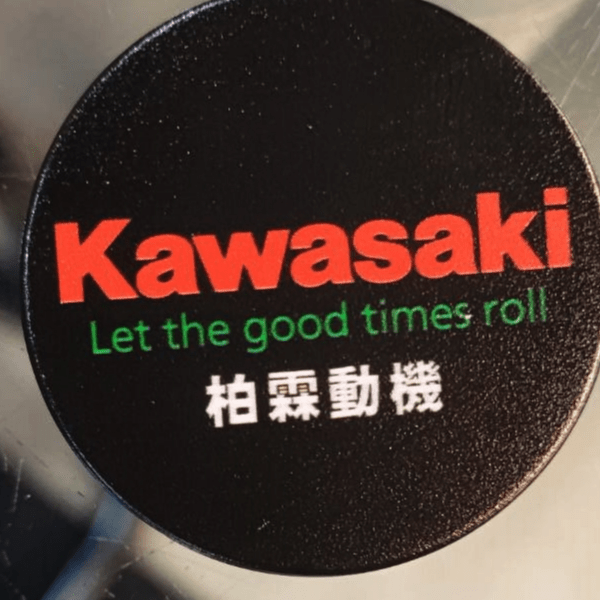 Kawasaki
Let the good times roll
柏霖動機